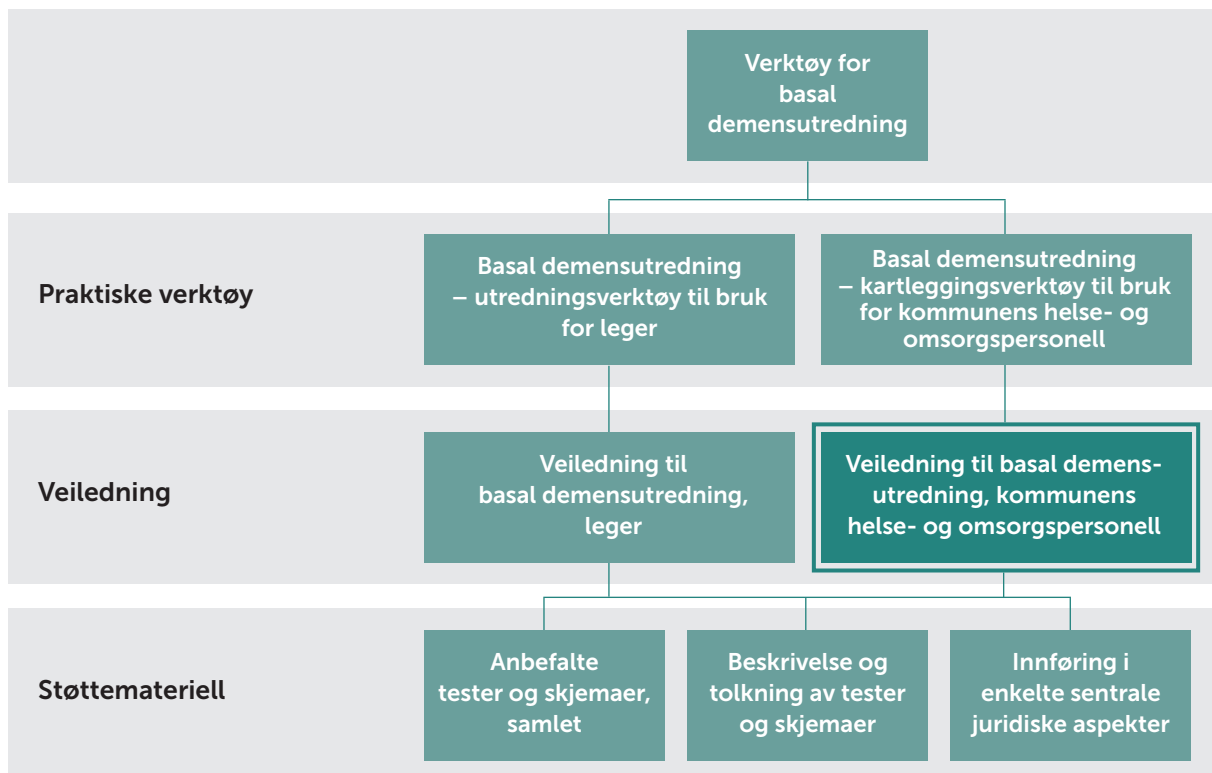 Verktøy for
basal
demensutredning
Praktiske verktøy
Basal demensutredning
– utredningsverktøy til bruk
for leger
Basal demensutredning
– kartleggingsverktøy til bruk
for kommunens helse- og
omsorgspersonell
Veiledning
Veiledning til
basal demensutredning,
leger
Veiledning til basal demens-
utredning, kommunens
helse- og omsorgspersonell
Støttemateriell
Anbefalte
tester og skjemaer,
samlet
Beskrivelse og
tolkning av tester
og skjemaer
Innføring i
enkelte sentrale
juridiske aspekter